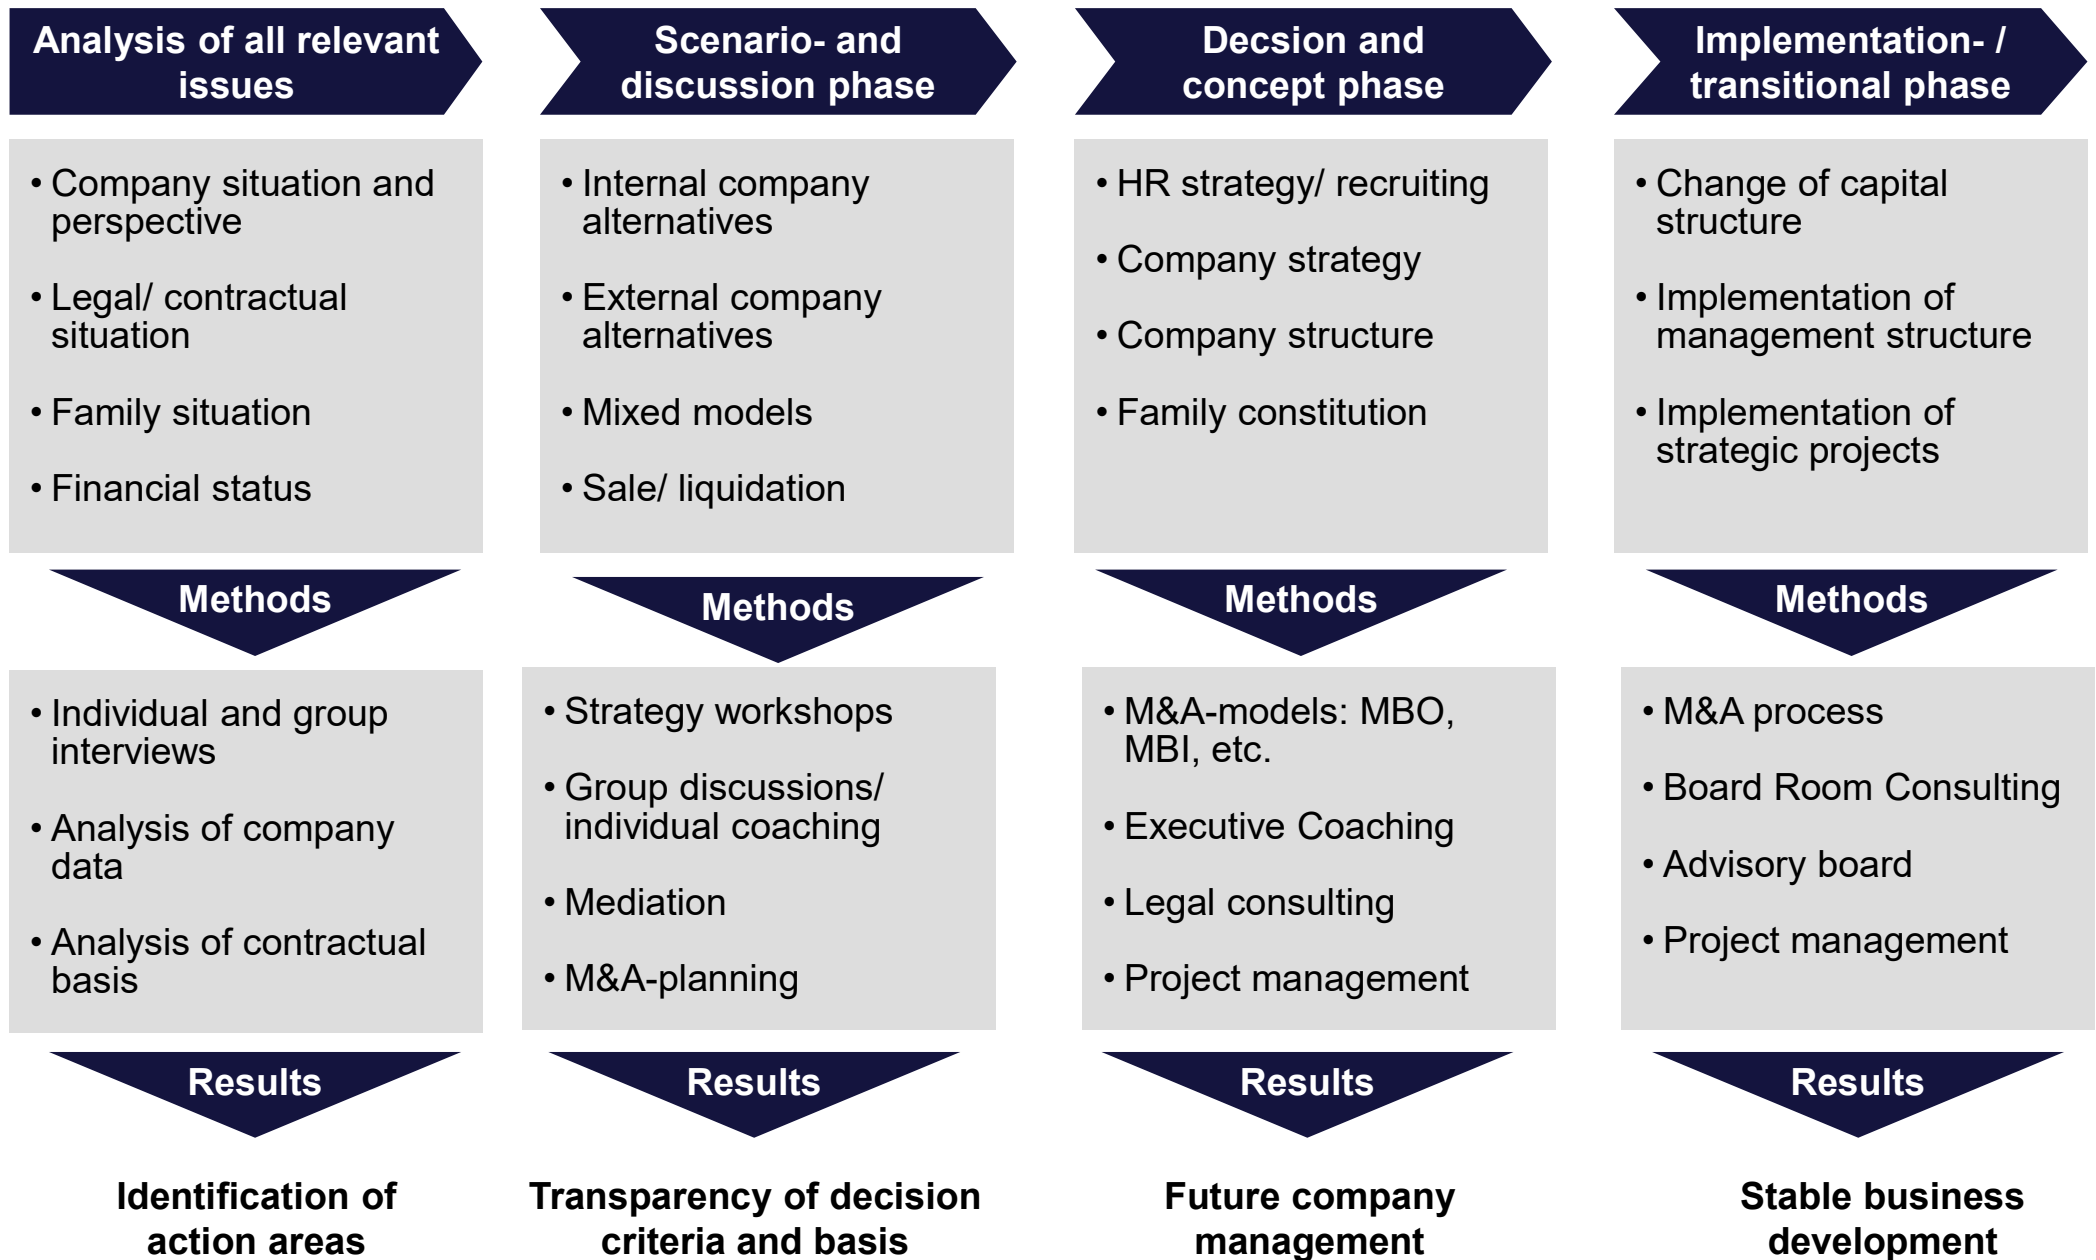 Analysis of all relevant
issues
• Company situation and
perspective
• Legal/ contractual
situation
• Family situation
• Financial status
Methods
• Individual and group
interviews
• Analysis of company
data
• Analysis of contractual
basis
Results
Identification of
action areas
Scenario- and
discussion phase
• Internal company
alternatives
• External company
alternatives
• Mixed models
• Sale/ liquidation
Methods
• Strategy workshops
• Group discussions/
individual coaching
• Mediation
• M&A-planning
Results
Transparency of decision
criteria and basis
Decsion and
concept phase
• HR strategy/ recruiting
• Company strategy
• Company structure
• Family constitution
Methods
• M&A-models: MBO,
MBI, etc.
• Executive Coaching
• Legal consulting
• Project management
Results
Future company
management
Implementation- /
transitional phase
• Change of capital
structure
• Implementation of
management structure
• Implementation of
strategic projects
Methods
• M&A process
• Board Room Consulting
• Advisory board
• Project management
Results
Stable business
development